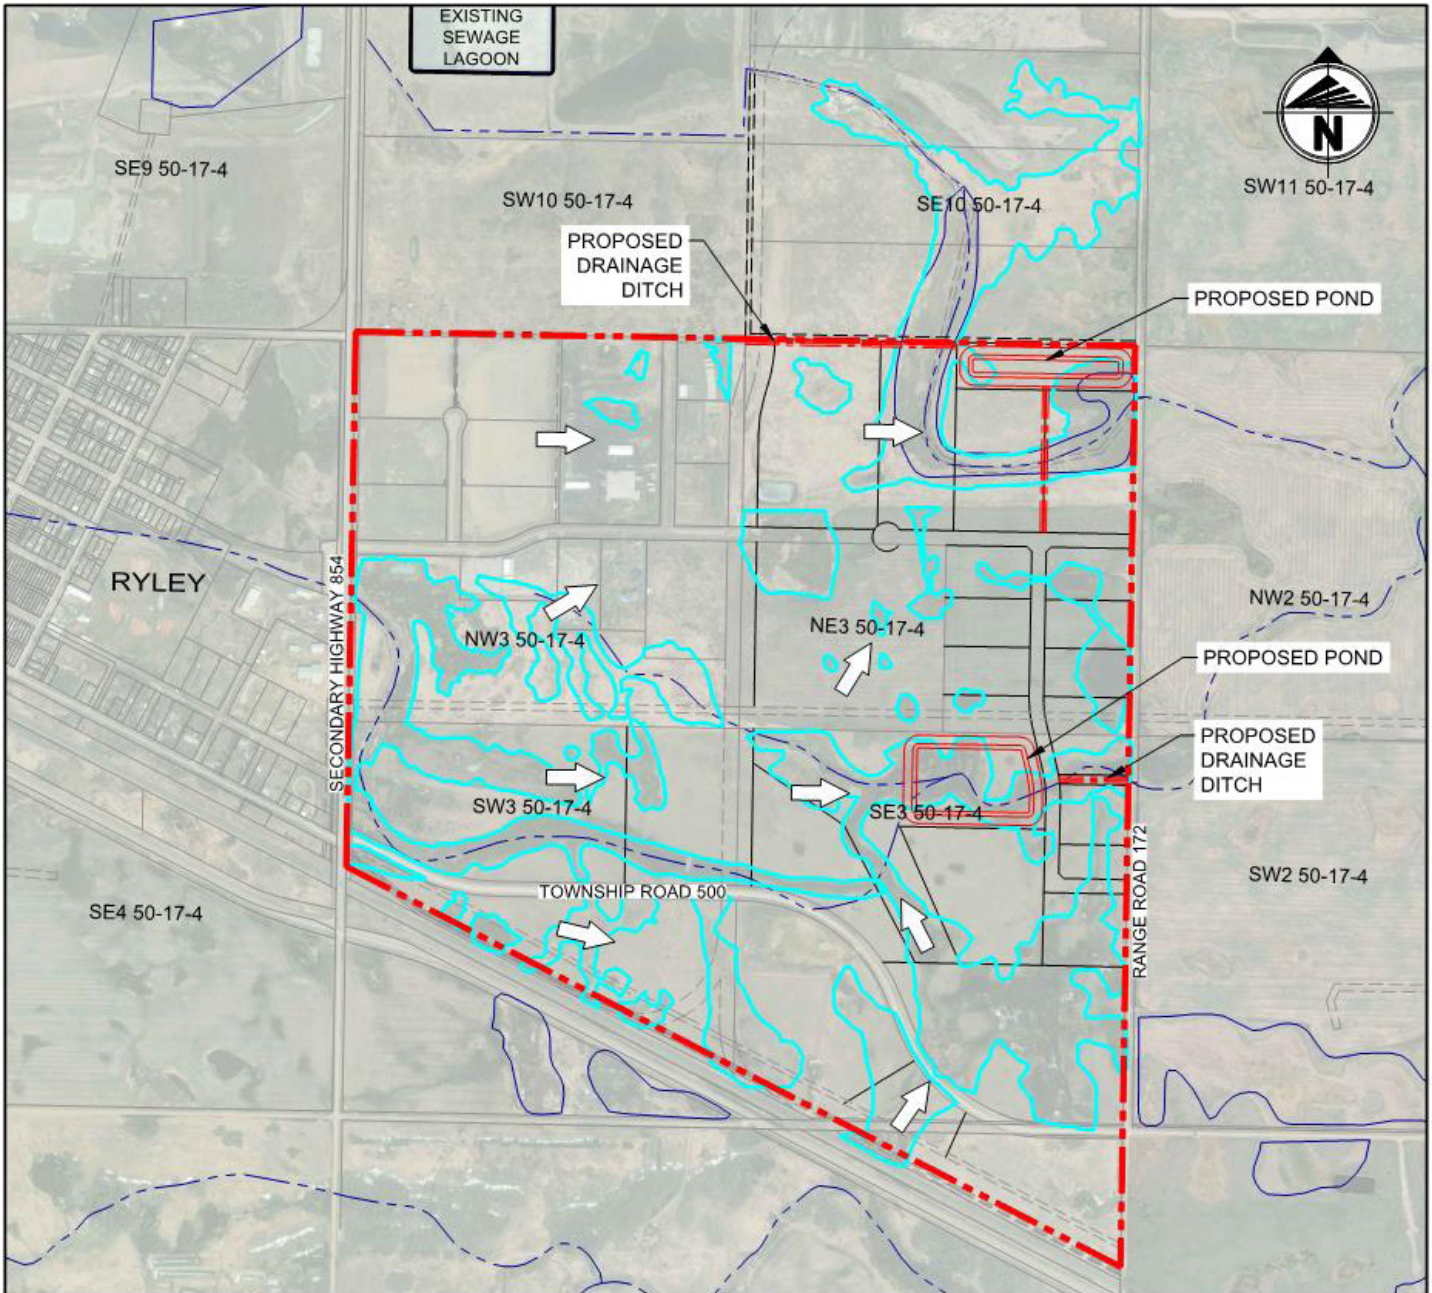 EXISTING
SEWAGE
LAGOON
N
SE9 50-17-4
SW10 50-17-4
SE10 50-17-4
SW11 50-17-4
PROPOSED
DRAINAGE
DITCH
PROPOSED POND
SECONDARY HIGHWAY 854
RYLEY
NW3 50-17-4
NE3 50-17-4
NW2 50-17-4
PROPOSED POND
PROPOSED
DRAINAGE
DITCH
SW3 50-17-4
SE3 50-17-4
TOWNSHIP ROAD 500
RANGE ROAD 172
SE4 50-17-4
SW2 50-17-4